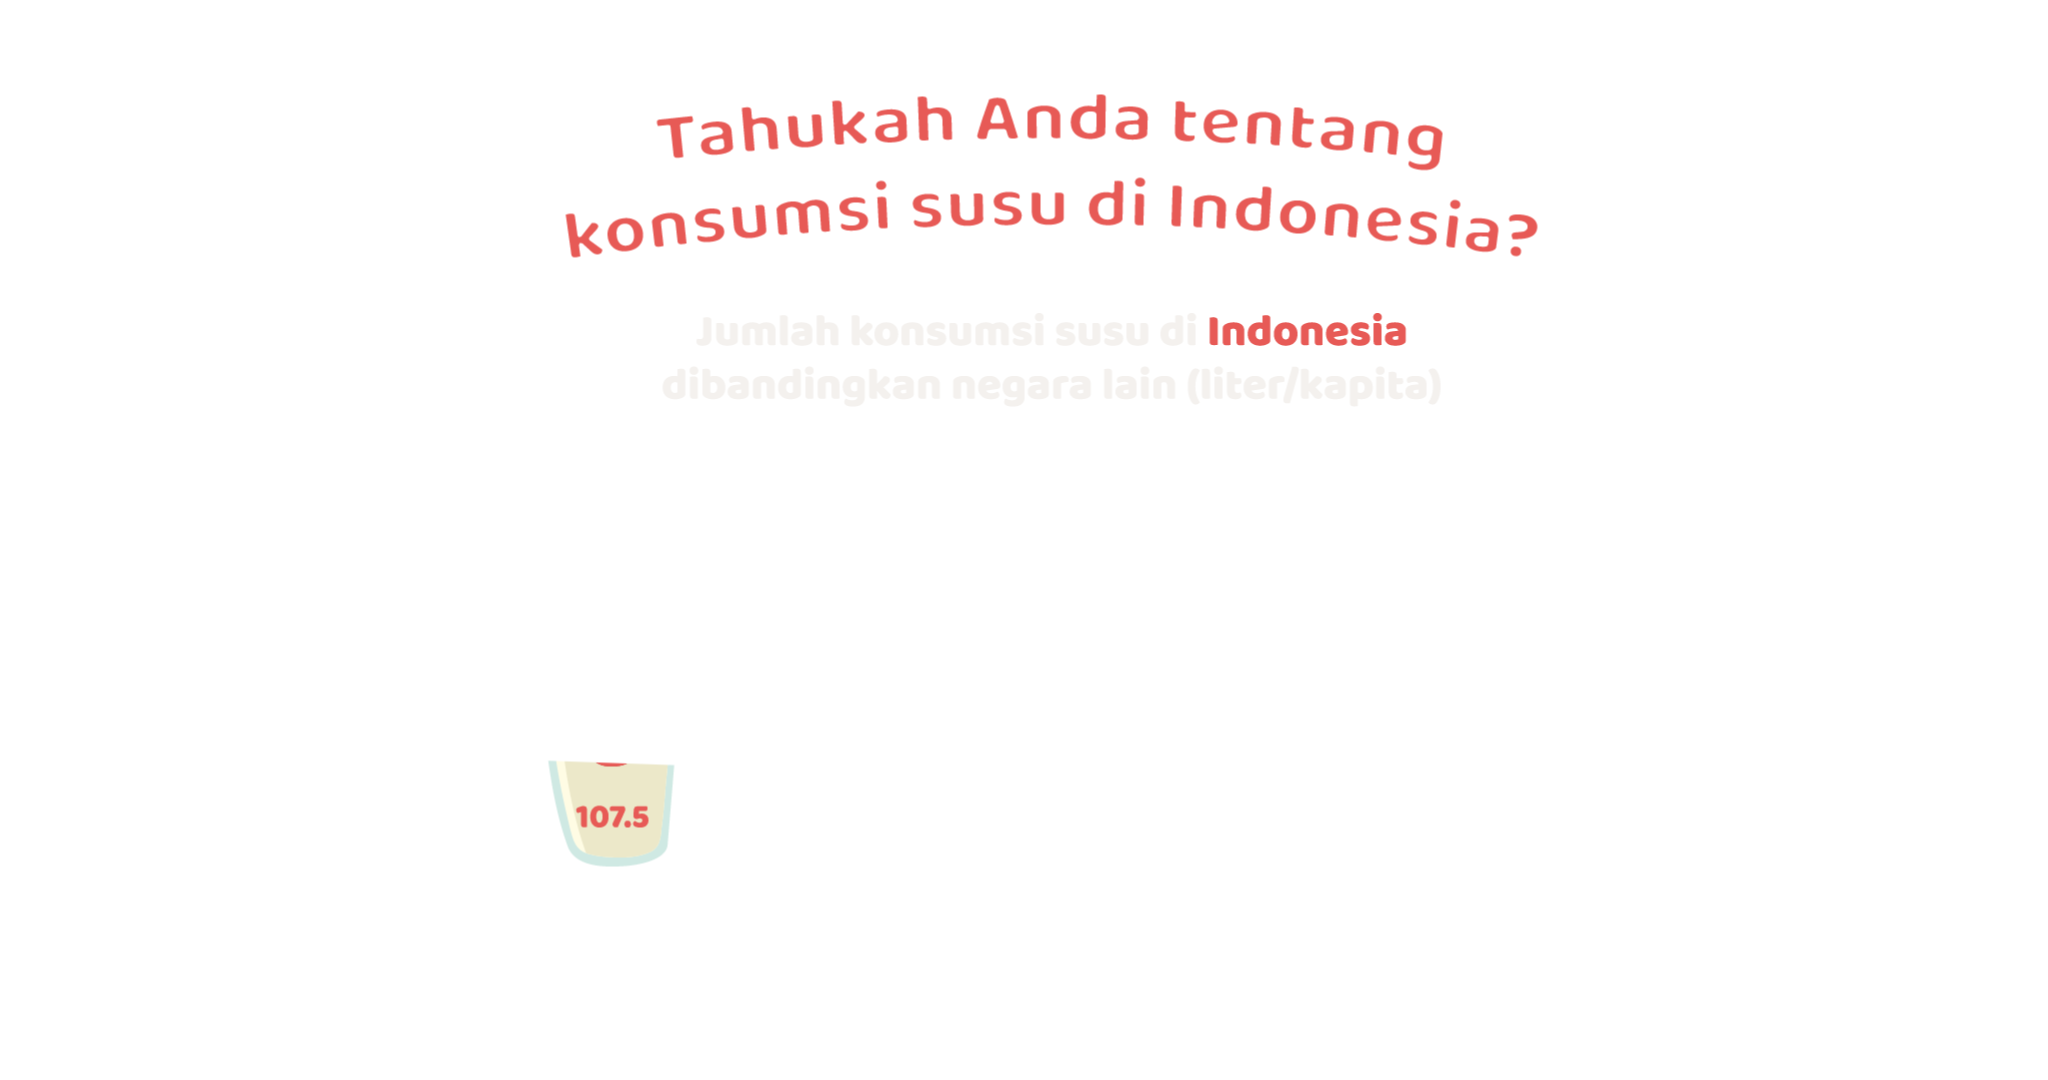 Tahukah Anda tentang
konsumsi susu di Indonesia?
Jumlah konsumsi susu di Indonesia
dibandingkan negara lain (liter/kapita)
107.5